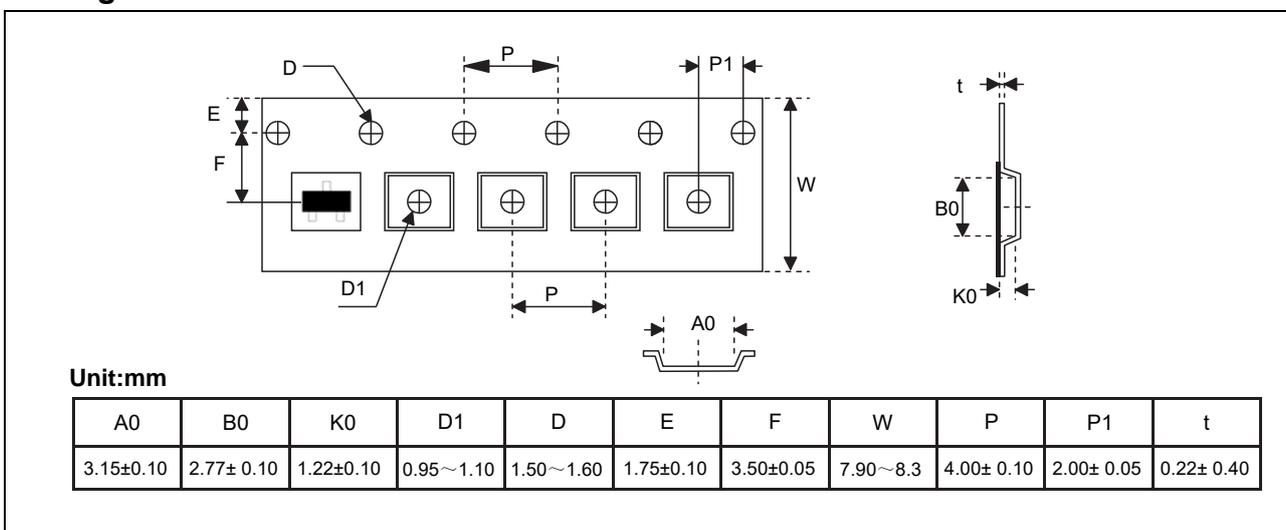 P
P1
D
t
E
F
W
B0
D1
P
K0
A0
Unit:mm
A0 B0 K0 D1 D E F W P P1 t
3.15±0.10 2.77± 0.10 1.22±0.10 0.95～1.10 1.50～1.60 1.75±0.10 3.50±0.05 7.90～8.3 4.00± 0.10 2.00± 0.05 0.22± 0.40